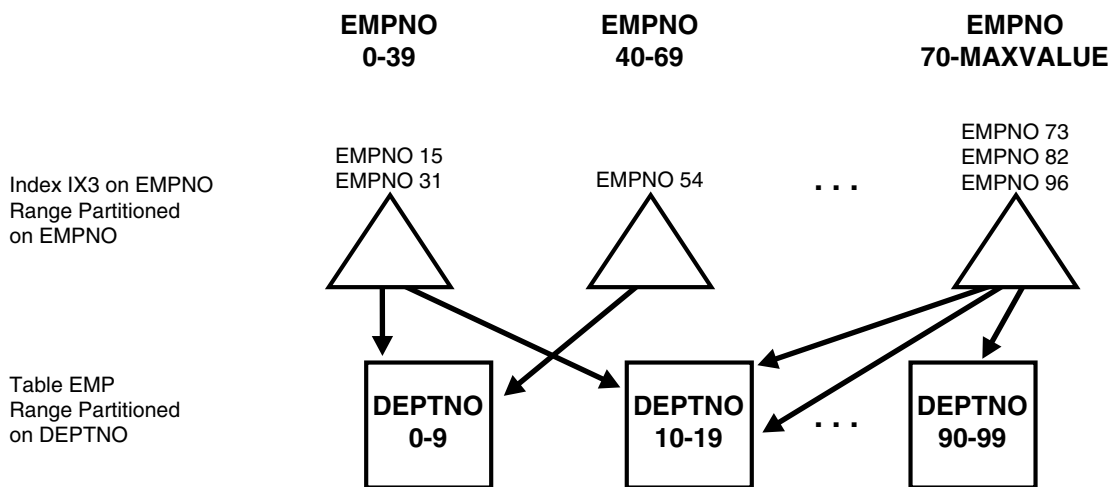 EMPNO
0-39
EMPNO
40-69
EMPNO
70-MAXVALUE
Index IX3 on EMPNO
Range Partitioned
on EMPNO
EMPNO 15
EMPNO 31
EMPNO 54
. . .
EMPNO 73
EMPNO 82
EMPNO 96
Table EMP
Range Partitioned
on DEPTNO
DEPTNO
0-9
DEPTNO
10-19
. . .
DEPTNO
90-99